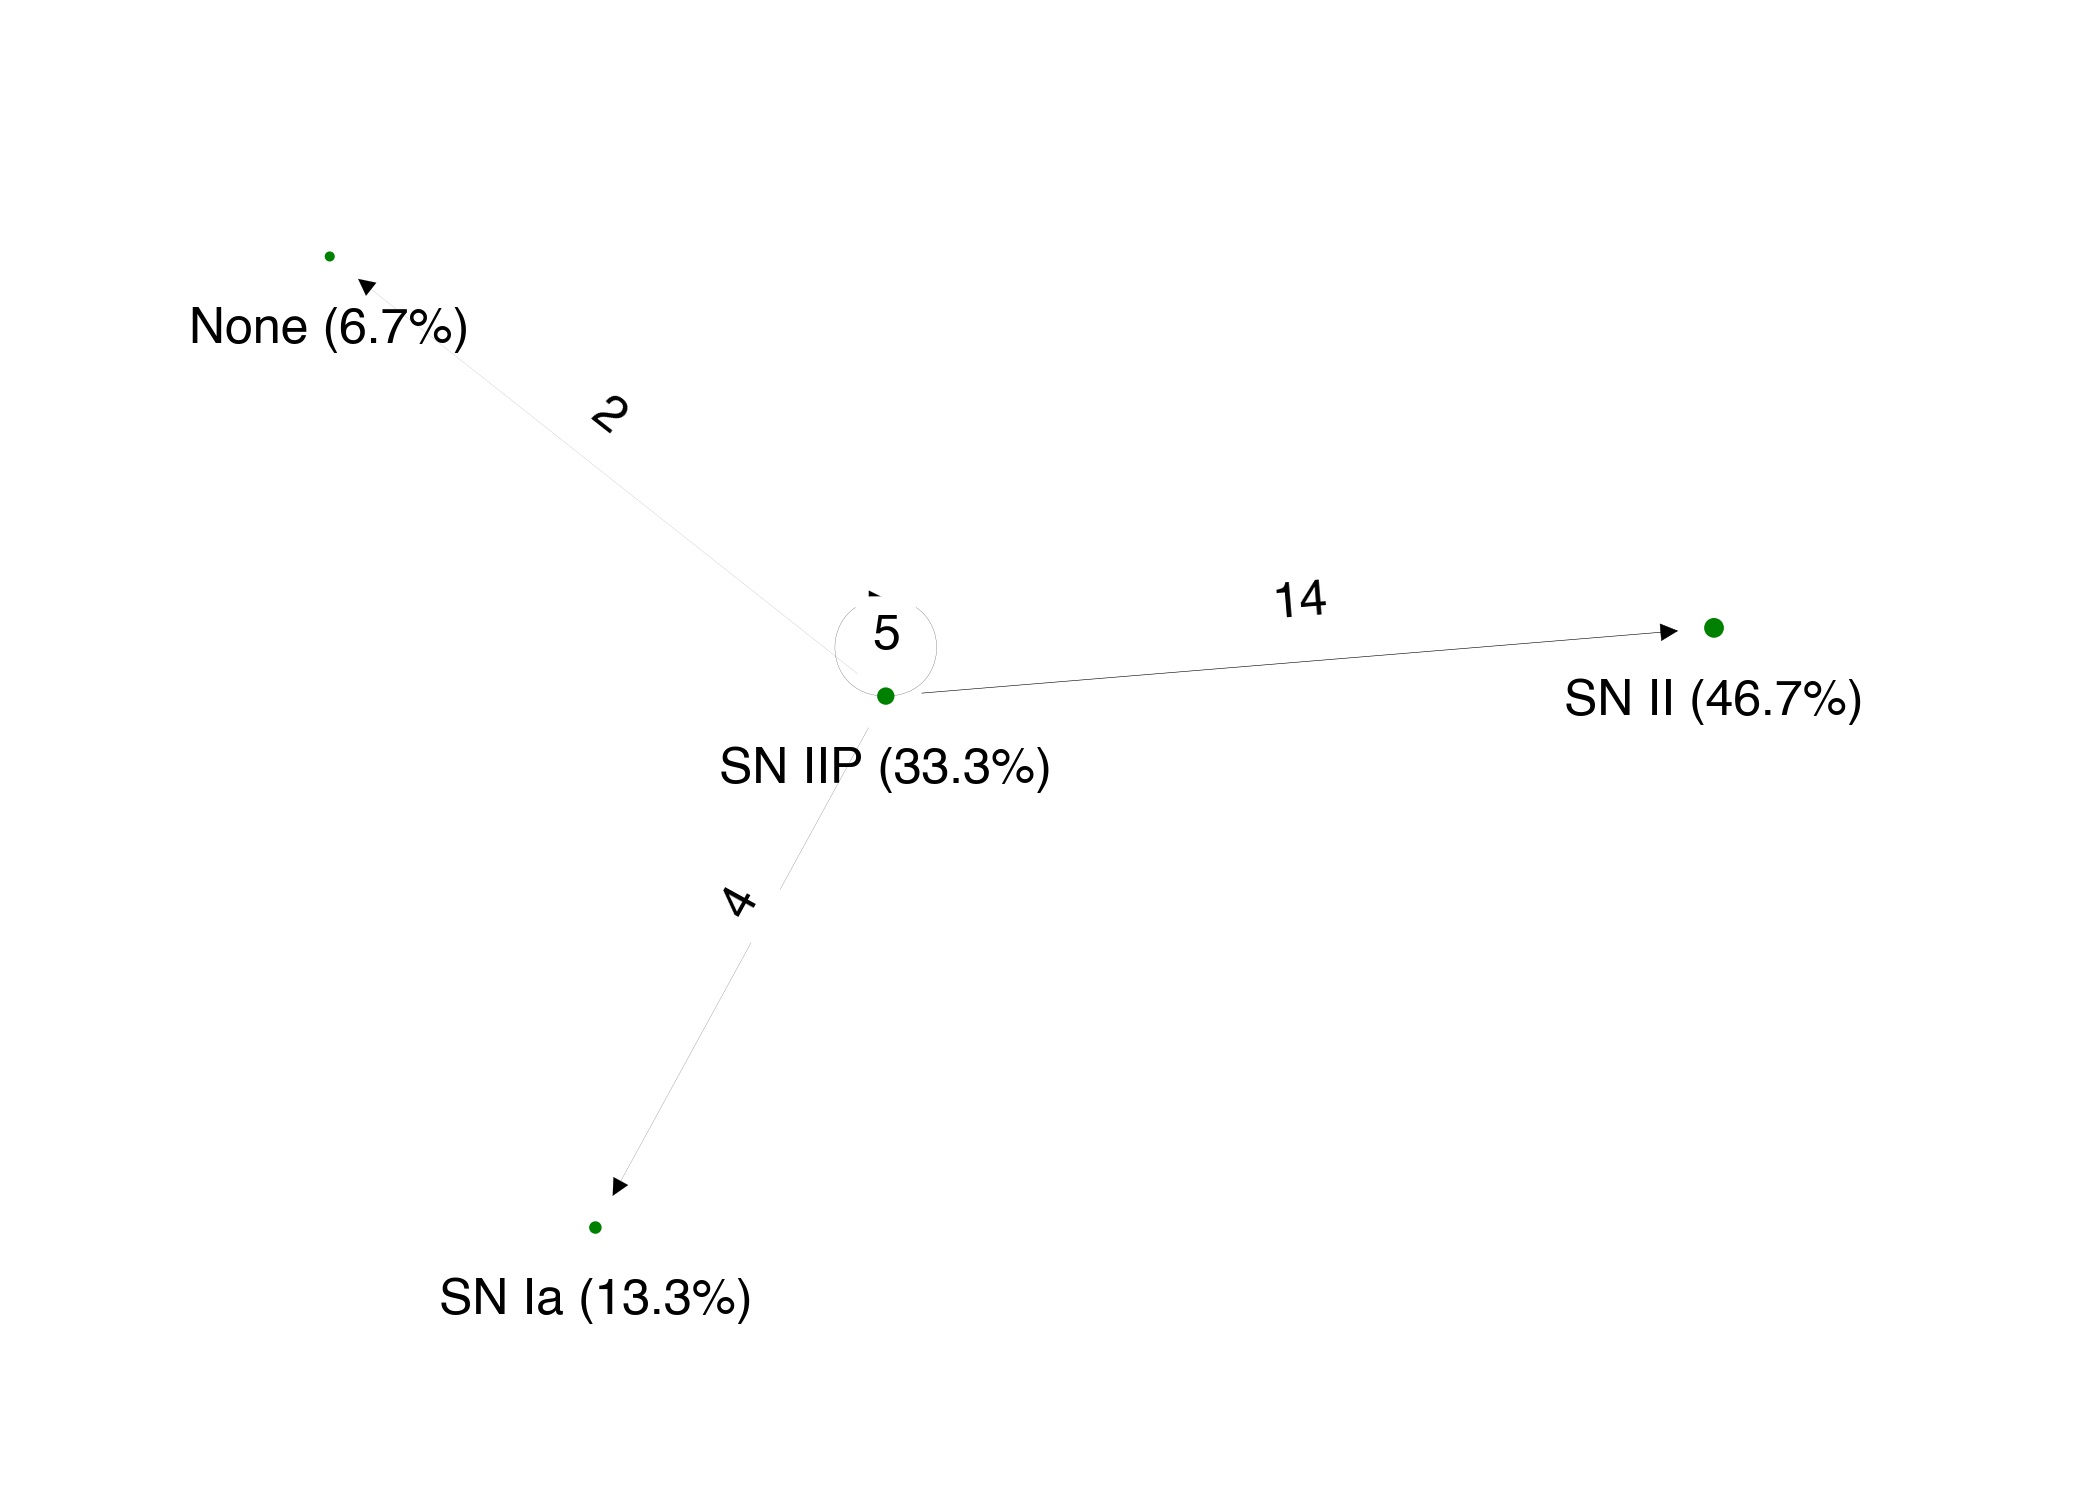 None (6.7%)
2
14
5
SN II (46.7%)
SN IIP (33.3%)
4
SN Ia (13.3%)